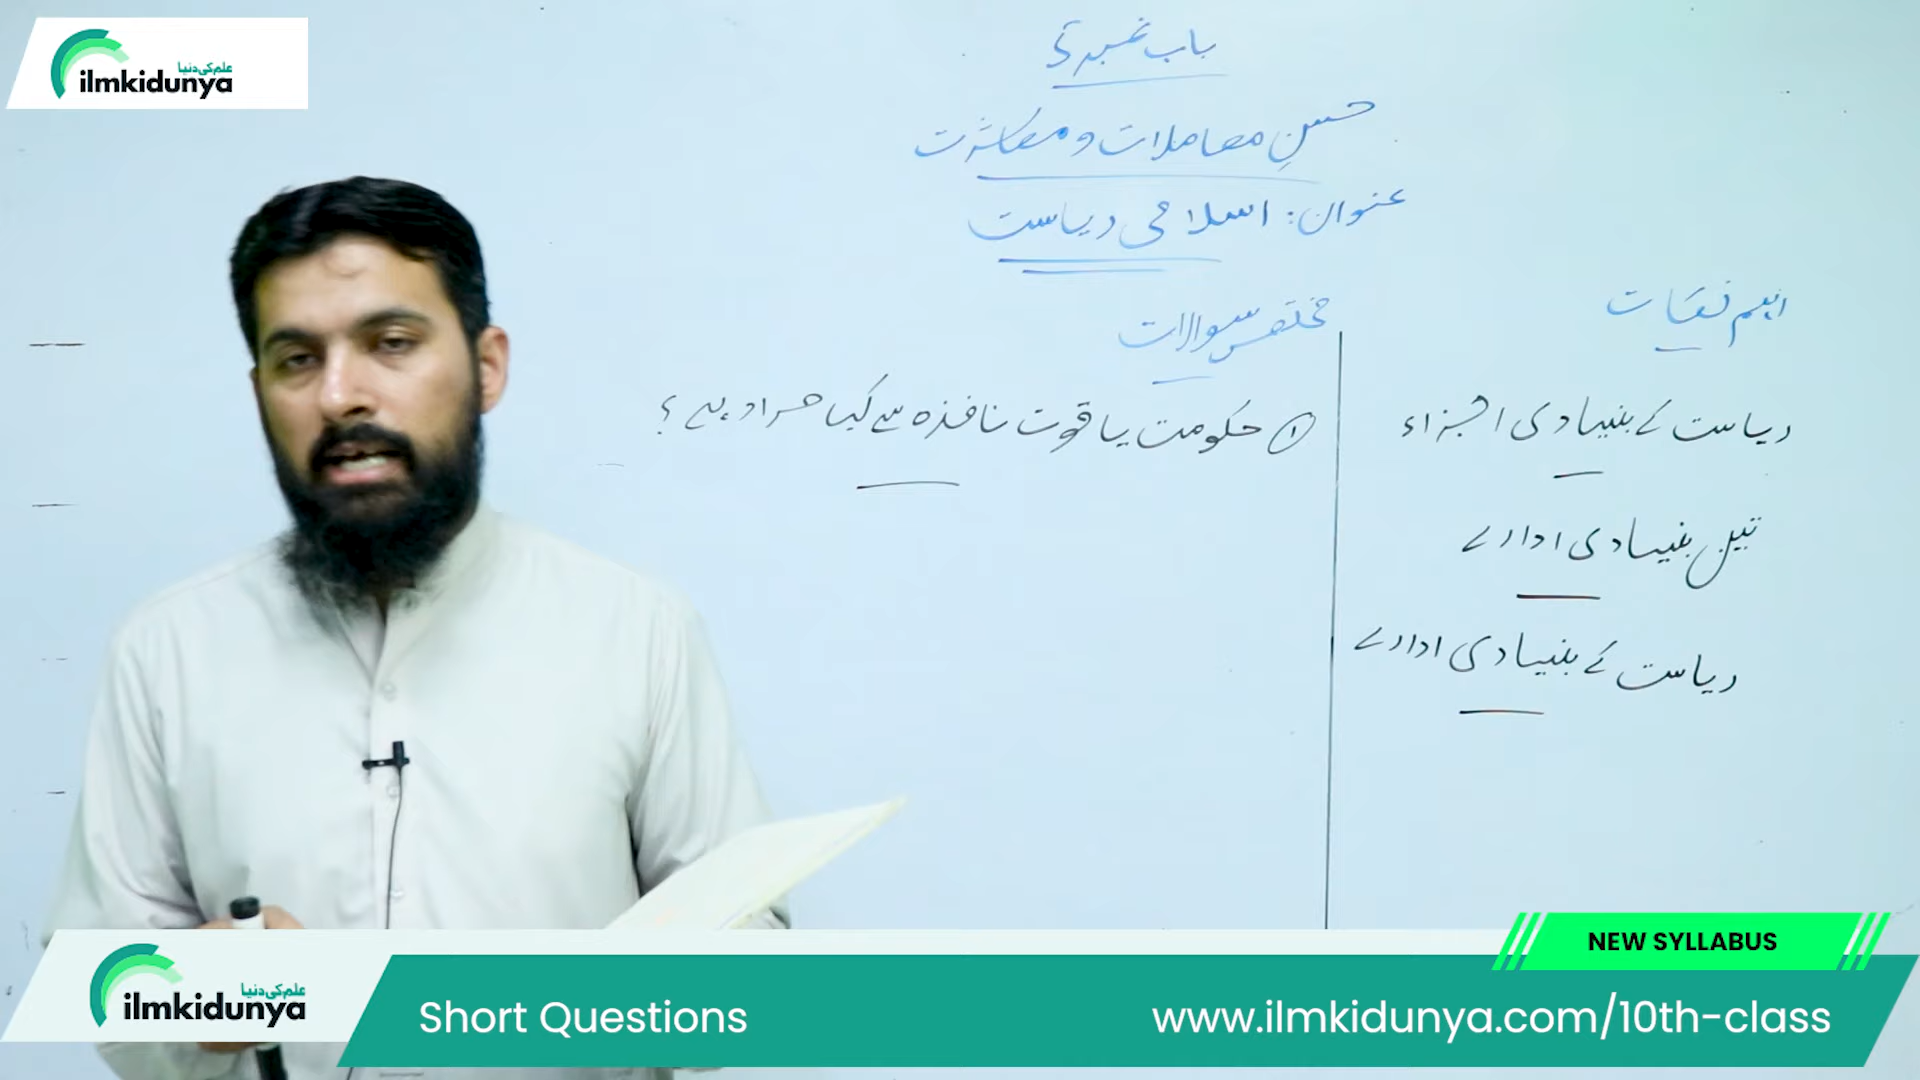 علم کی دنیا
ilmkidunya
باب نمبر
حسنِ معاملات و معاشرت
عنوان: اسلامی ریاست
اہم نقاط
مختصر سوالات
ریاست کے بنیادی اجزاء
① حکومت یا قوت نافذہ سے کیا مراد ہے ؟
تین بنیادی ادارے
ریاست کے بنیادی ادارے
NEW SYLLABUS
علم کی دنیا
ilmkidunya
Short Questions
www.ilmkidunya.com/10th-class